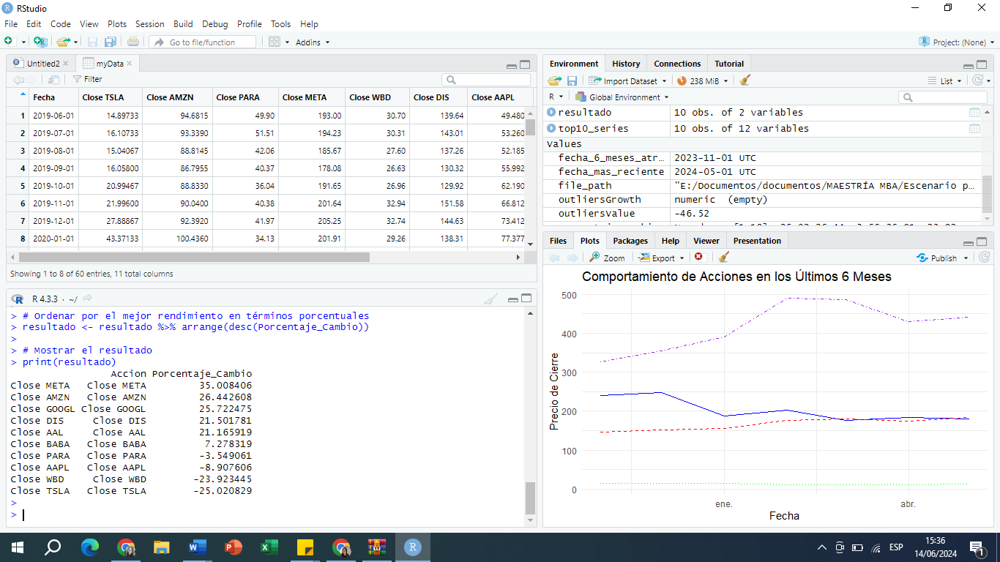 RStudio
File Edit Code View Plots Session Build Debug Profile Tools Help
Go to file/function Addins Project: (None)
Untitled2 myData
Filter
Fecha Close TSLA Close AMZN Close PARA Close META Close WBD Close DIS Close AAPL
1 2019-06-01 14.89733 94.6815 49.90 193.00 30.70 139.64 49.480
2 2019-07-01 16.10733 93.3390 51.51 194.23 30.31 143.01 53.260
3 2019-08-01 15.04067 88.8145 42.06 185.67 27.60 137.26 52.185
4 2019-09-01 16.05800 86.7955 40.37 178.08 26.63 130.32 55.992
5 2019-10-01 20.99467 88.8330 36.04 191.65 26.96 129.92 62.190
6 2019-11-01 21.99600 90.0400 40.38 201.64 32.94 151.58 66.812
7 2019-12-01 27.88867 92.3920 41.97 205.25 32.74 144.63 73.412
8 2020-01-01 43.37133 100.4360 34.13 201.91 29.26 138.31 77.377
Showing 1 to 8 of 60 entries, 11 total columns
R 4.3.3 · ~/
> # Ordenar por el mejor rendimiento en términos porcentuales
> resultado <- resultado %>% arrange(desc(Porcentaje_Cambio))
>
> # Mostrar el resultado
> print(resultado)
Accion Porcentaje_Cambio
Close META Close META 35.008406
Close AMZN Close AMZN 26.442608
Close GOOGL Close GOOGL 25.722475
Close DIS Close DIS 21.501781
Close AAL Close AAL 21.165919
Close BABA Close BABA 7.278319
Close PARA Close PARA -3.549061
Close AAPL Close AAPL -8.907606
Close WBD Close WBD -23.923445
Close TSLA Close TSLA -25.020829
>
>
Environment History Connections Tutorial
Import Dataset 238 MiB List
R Global Environment
resultado 10 obs. of 2 variables
top10_series 10 obs. of 12 variables
Values
fecha_6_meses_atr… 2023-11-01 UTC
fecha_mas_reciente 2024-05-01 UTC
file_path "E:/Documentos/documentos/MAESTRÍA MBA/Escenario p…
outliersGrowth numeric (empty)
outliersValue -46.52
Files Plots Packages Help Viewer Presentation
Zoom Export Publish
Comportamiento de Acciones en los Últimos 6 Meses
500
400
300
200
100
0
Precio de Cierre
ene. abr.
Fecha
ESP
15:36
14/06/2024
1